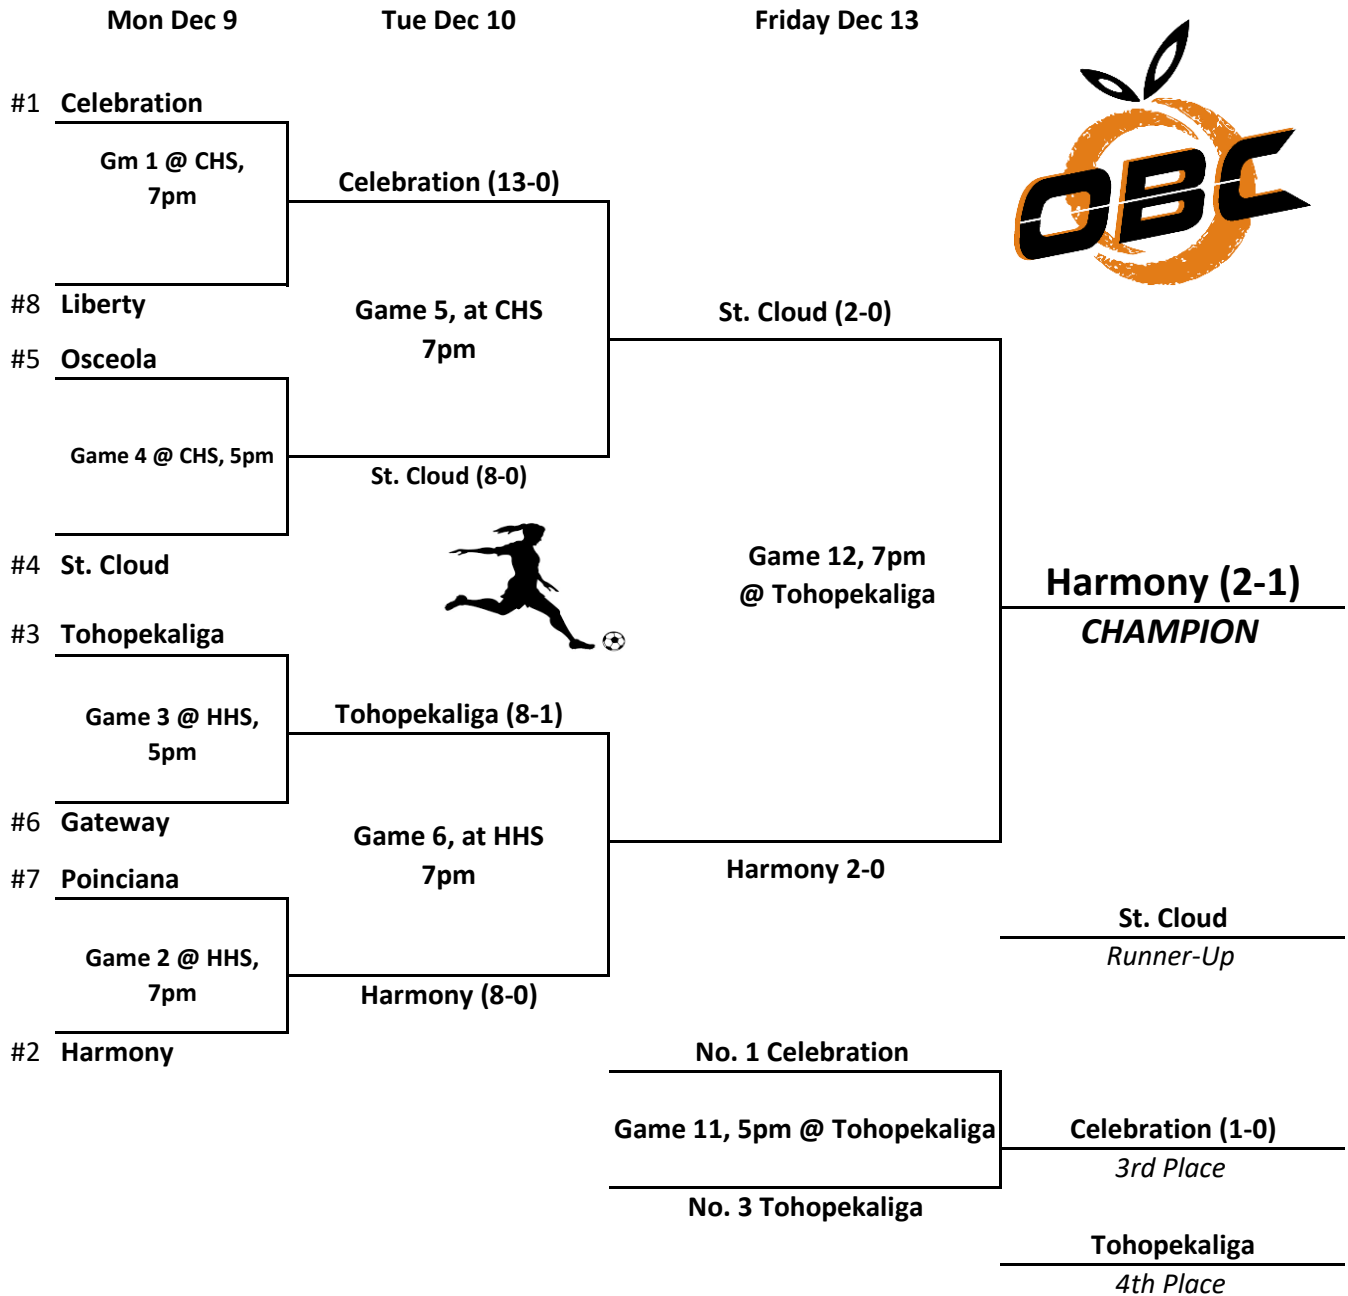 Mon Dec 9
Tue Dec 10
Friday Dec 13
OBC
#1 Celebration
Gm 1 @ CHS,
7pm
Celebration (13-0)
#8 Liberty
Game 5, at CHS
7pm
St. Cloud (2-0)
#5 Osceola
Game 4 @ CHS, 5pm
St. Cloud (8-0)
#4 St. Cloud
Game 12, 7pm
@ Tohopekaliga
Harmony (2-1)
CHAMPION
#3 Tohopekaliga
Game 3 @ HHS,
5pm
Tohopekaliga (8-1)
#6 Gateway
Game 6, at HHS
7pm
Harmony 2-0
#7 Poinciana
St. Cloud
Runner-Up
Game 2 @ HHS,
7pm
Harmony (8-0)
#2 Harmony
No. 1 Celebration
Game 11, 5pm @ Tohopekaliga
Celebration (1-0)
3rd Place
No. 3 Tohopekaliga
Tohopekaliga
4th Place